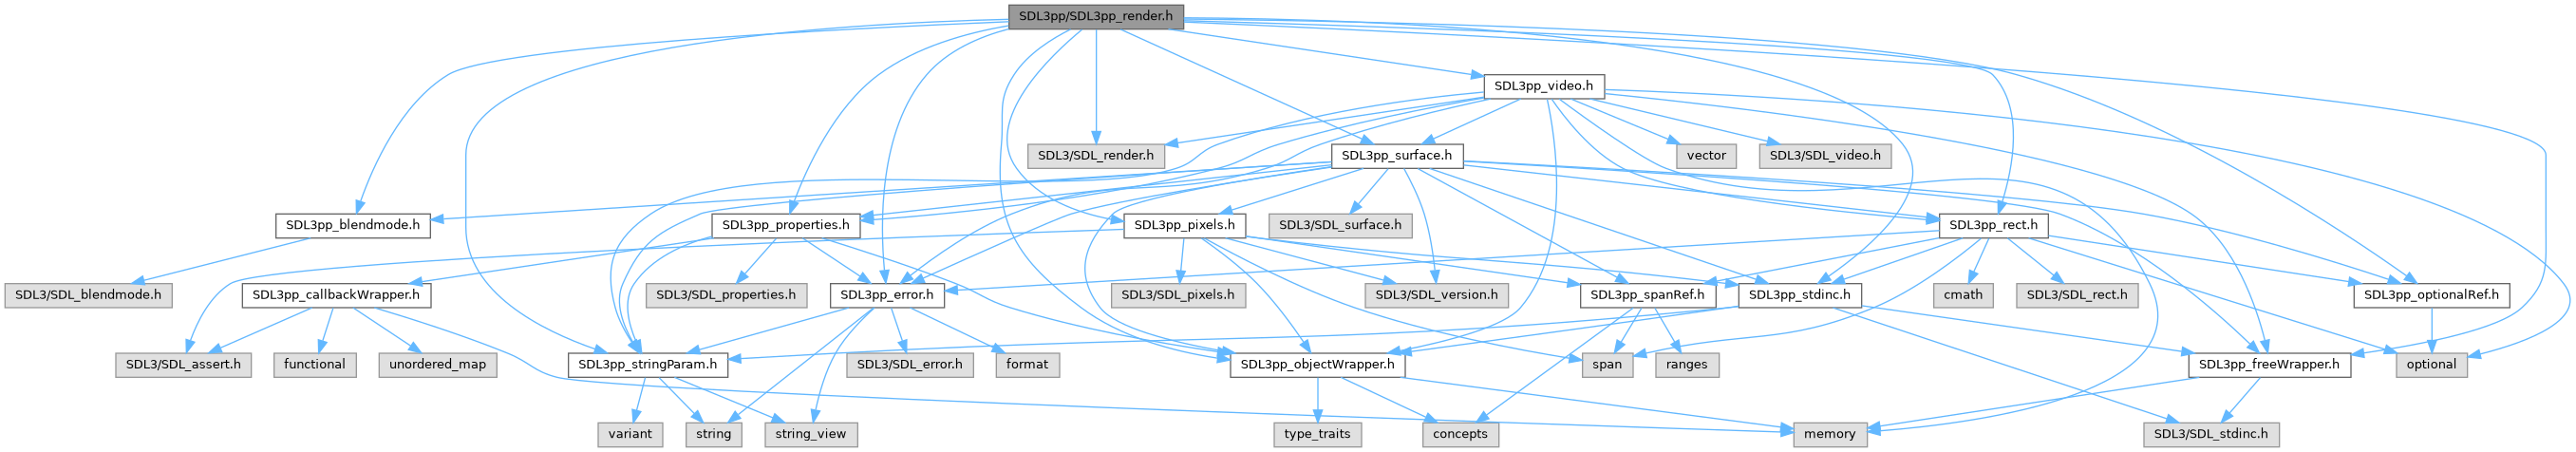 SDL3pp/SDL3pp_render.h
SDL3pp_video.h
SDL3/SDL_render.h
SDL3pp_surface.h
vector
SDL3/SDL_video.h
SDL3pp_blendmode.h
SDL3pp_properties.h
SDL3pp_pixels.h
SDL3/SDL_surface.h
SDL3pp_rect.h
SDL3/SDL_blendmode.h
SDL3pp_callbackWrapper.h
SDL3/SDL_properties.h
SDL3pp_error.h
SDL3/SDL_pixels.h
SDL3/SDL_version.h
SDL3pp_spanRef.h
SDL3pp_stdinc.h
cmath
SDL3/SDL_rect.h
SDL3pp_optionalRef.h
SDL3/SDL_assert.h
functional
unordered_map
SDL3pp_stringParam.h
SDL3/SDL_error.h
format
SDL3pp_objectWrapper.h
span
ranges
SDL3pp_freeWrapper.h
optional
variant
string
string_view
type_traits
concepts
memory
SDL3/SDL_stdinc.h